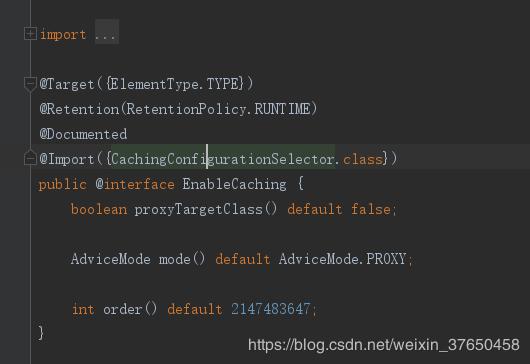 import ...
@Target({ElementType.TYPE})
@Retention(RetentionPolicy.RUNTIME)
@Documented
@Import({CachingConfigurationSelector.class})
public @interface EnableCaching {
    boolean proxyTargetClass() default false;
    AdviceMode mode() default AdviceMode.PROXY;
    int order() default 2147483647;
}
https://blog.csdn.net/weixin_37650458